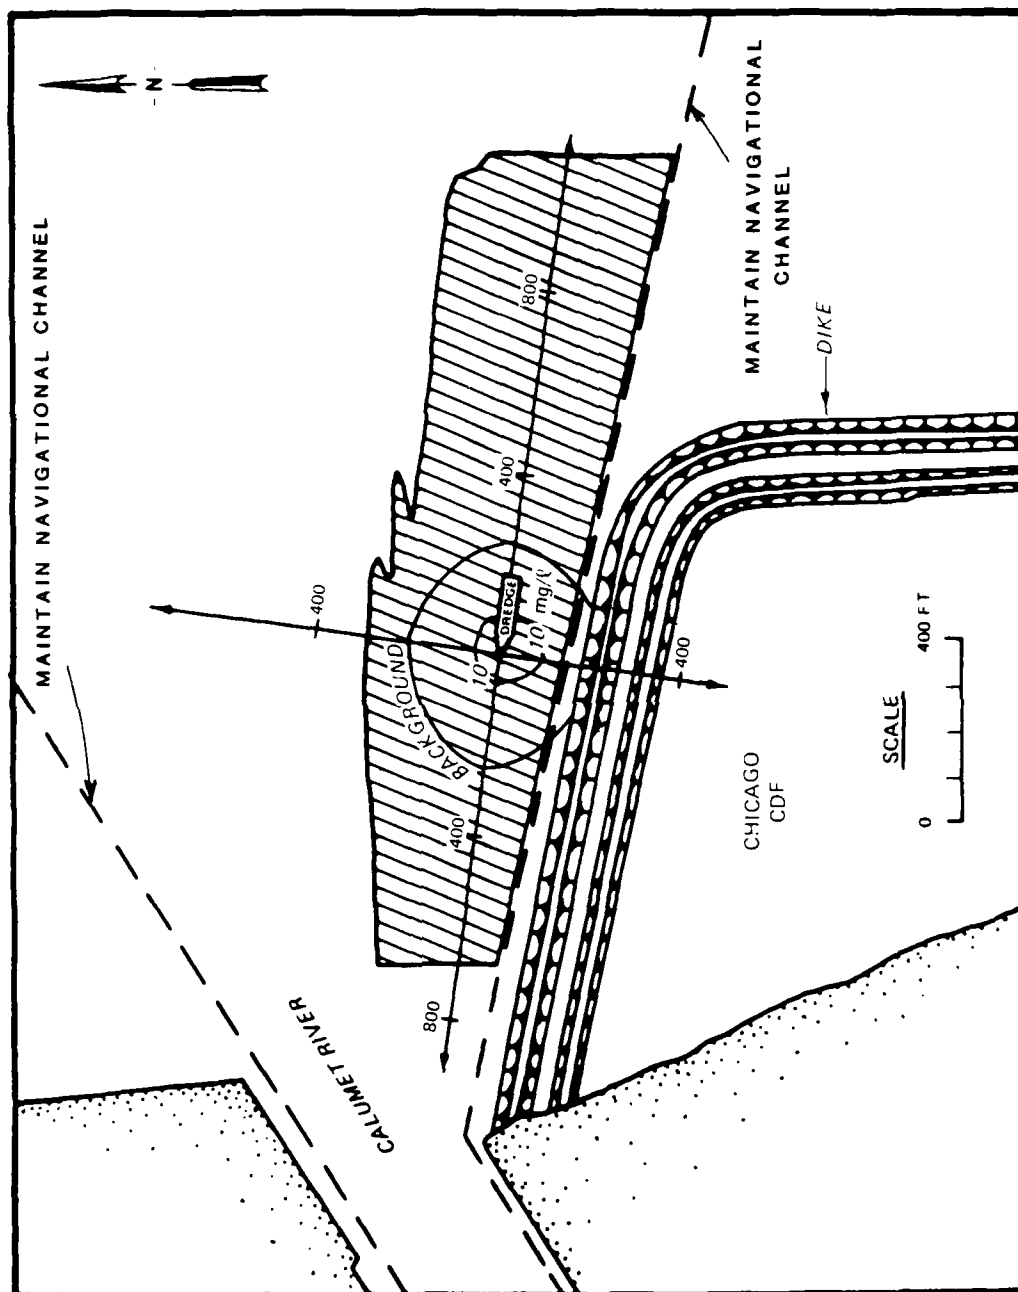 N
MAINTAIN NAVIGATIONAL CHANNEL
MAINTAIN NAVIGATIONAL
CHANNEL
DIKE
800
400
400
BACKGROUND
DREDGE
10
10
mg/ℓ
400
400
800
CALUMET RIVER
CHICAGO
CDF
SCALE
0
400 FT